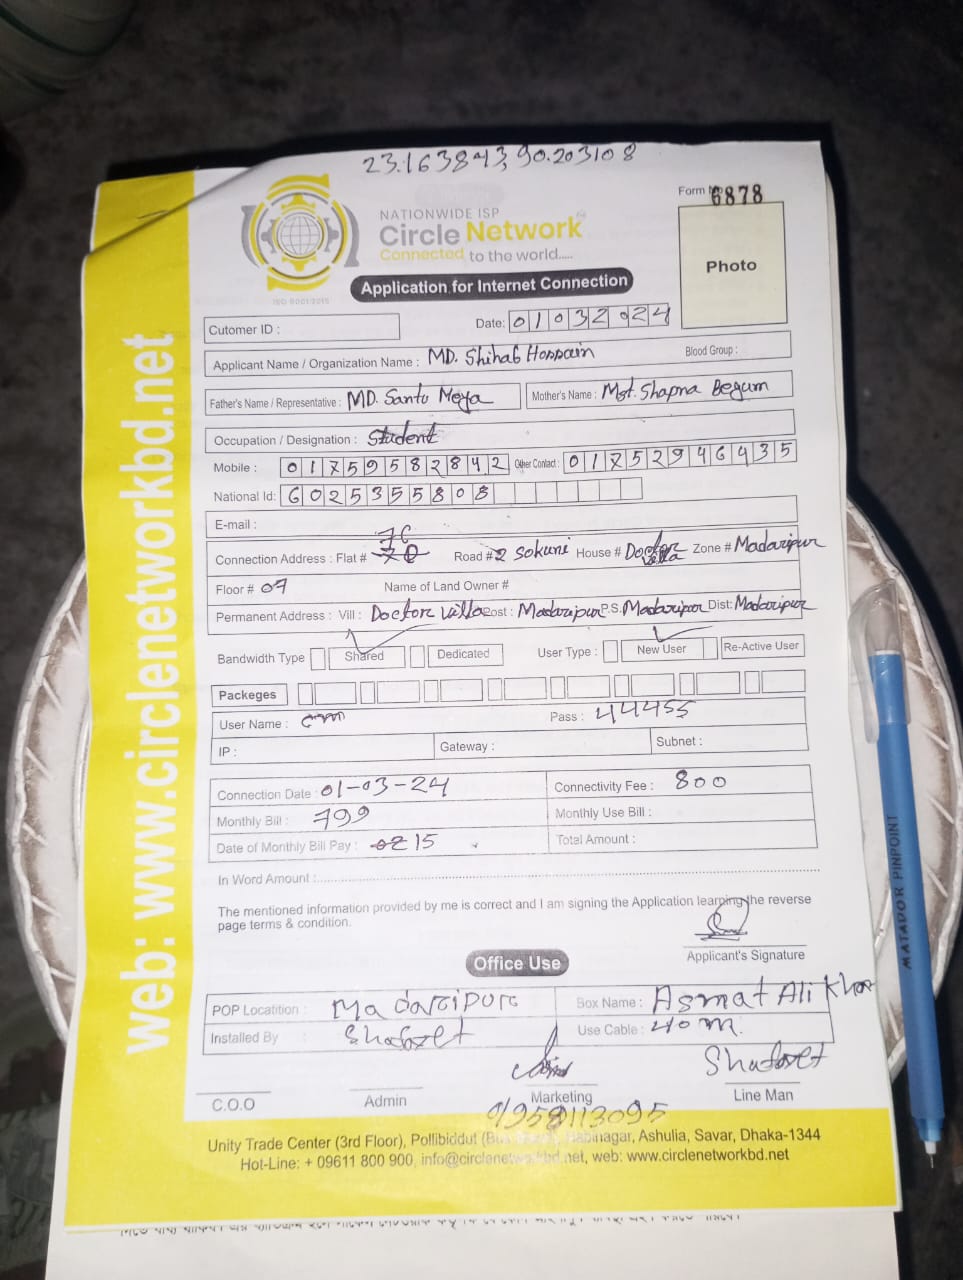 23.163843, 90.203108
Form No 6878
NATIONWIDE ISP
Circle Network
Connected to the world.....
ISO 9001:2015
Photo
Application for Internet Connection
Cutomer ID :
Date: 01032024
Applicant Name / Organization Name : MD. Shihab Hossain Blood Group :
Father's Name / Representative : MD. Santu Meya Mother's Name : Mst. Shapna Begum
Occupation / Designation : Student
Mobile : 01759582842 Other Contact : 01752946435
National Id: 6025355808
E-mail :
Connection Address : Flat # 7C Road #2 Sokuni House # Doctor villa Zone # Madaripur
Floor # 07 Name of Land Owner #
Permanent Address : Vill : Doctor villa Post : Madaripur P.S. Madaripur Dist: Madaripur
Bandwidth Type Shared Dedicated User Type : New User Re-Active User
Packeges
User Name : Pass : 44455
IP : Gateway : Subnet :
Connection Date : 01-03-24 Connectivity Fee : 800
Monthly Bill : 799 Monthly Use Bill :
Date of Monthly Bill Pay : 15 Total Amount :
In Word Amount :
The mentioned information provided by me is correct and I am signing the Application learning the reverse
page terms & condition.
Applicant's Signature
Office Use
POP Locatition : Madaripur Box Name : Asmat Ali Khan
Installed By Use Cable : 40 m.
C.O.O Admin Marketing Line Man
Unity Trade Center (3rd Floor), Pollibiddut Nabinagar, Ashulia, Savar, Dhaka-1344
Hot-Line: + 09611 800 900, info@circlenetworkbd.net, web: www.circlenetworkbd.net
web: www.circlenetworkbd.net
MATADOR PINPOINT